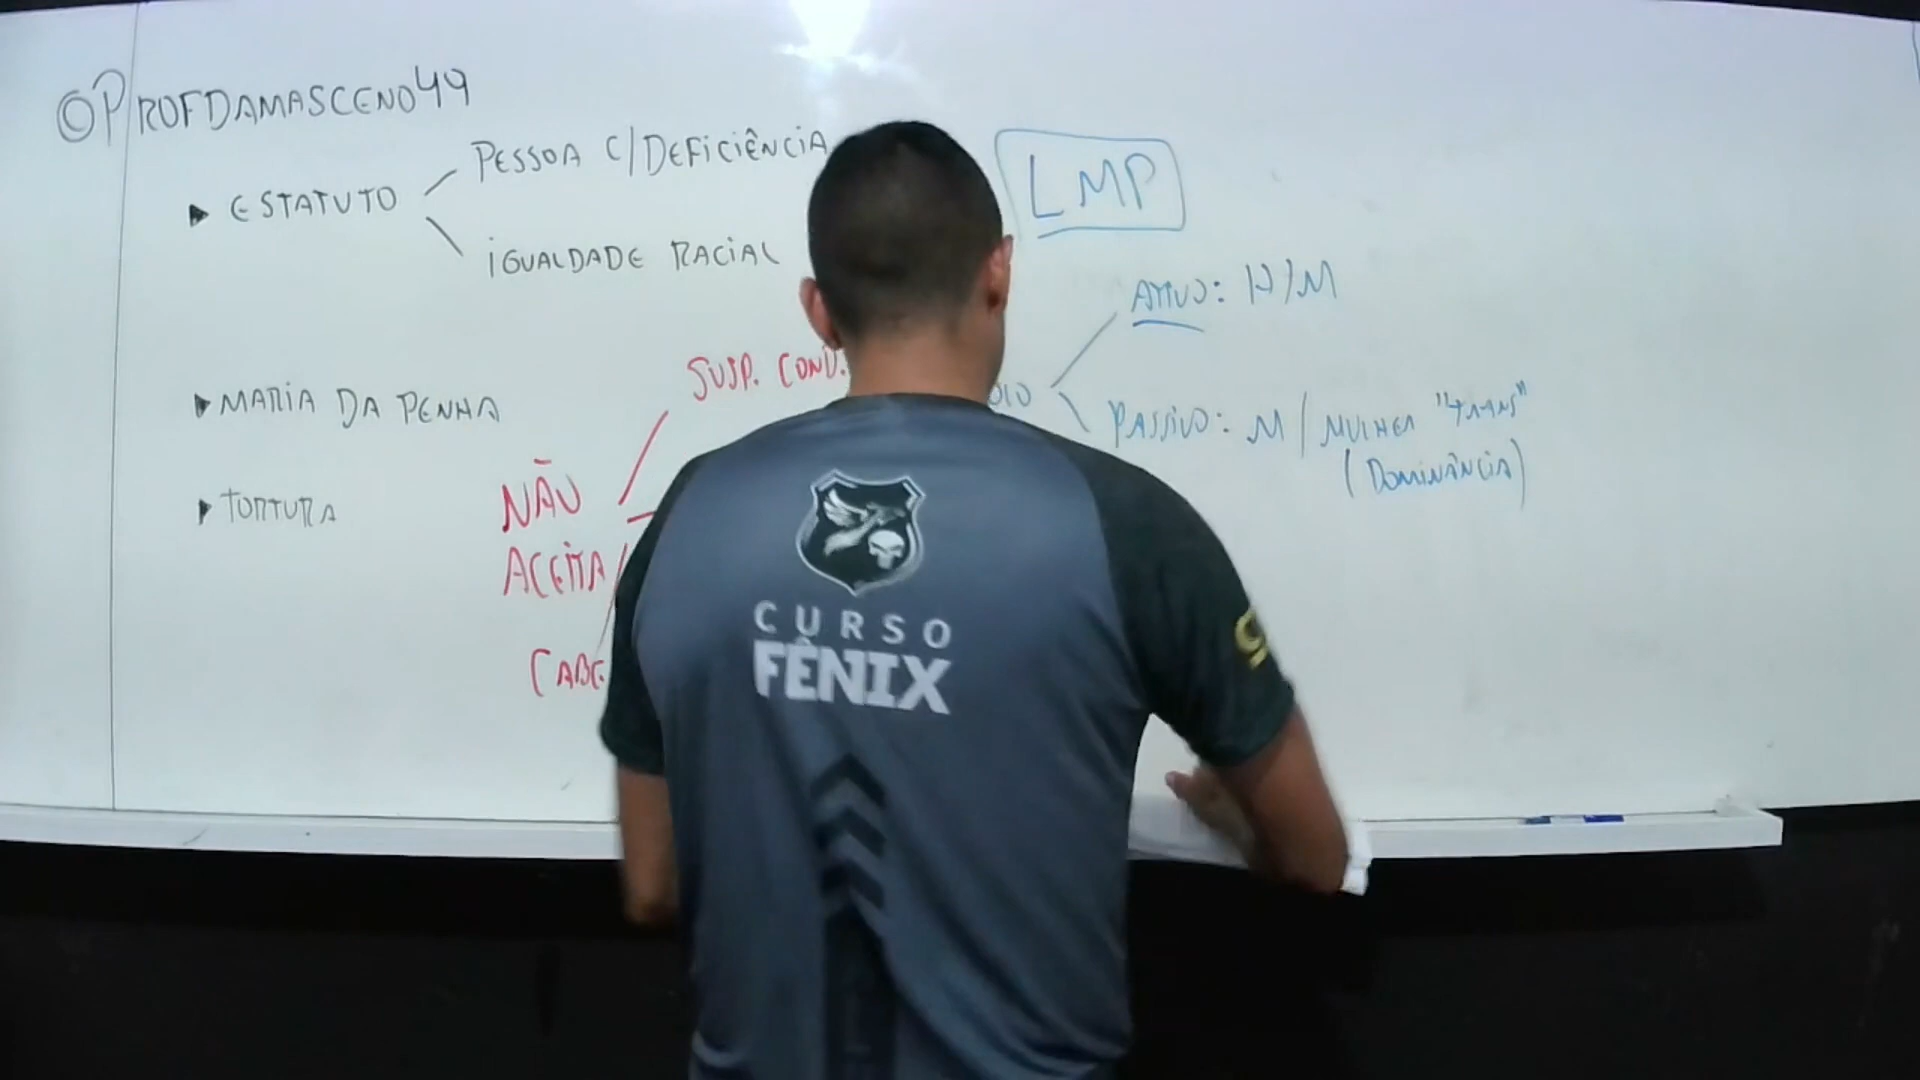 @PROFDAMASCENO49
ESTATUTO
PESSOA C/DEFICIÊNCIA
IGUALDADE RACIAL
MARIA DA PENHA
TORTURA
SUSP. COND.
NÃO
ACEITA
CABE
LMP
ATIVO: H/M
PASSIVO: M / MULHER "TRANS"
(DOMINÂNCIA)
CURSO
FÊNIX